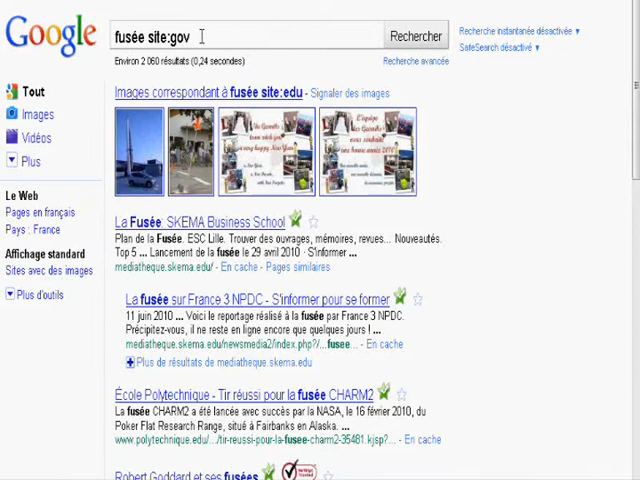 Google
fusée site:gov
Rechercher
Recherche instantanée désactivée ▼
SafeSearch désactivé ▼
Environ 2 060 résultats (0,24 secondes)
Recherche avancée
Tout
Images
Vidéos
Plus
Le Web
Pages en français
Pays : France
Affichage standard
Sites avec des images
Plus d'outils
Images correspondant à fusée site:edu - Signaler des images
La Fusée: SKEMA Business School
Plan de la Fusée. ESC Lille. Trouver des ouvrages, mémoires, revues... Nouveautés.
Top 5 ... Lancement de la fusée le 29 avril 2010 · S'informer ...
mediatheque.skema.edu/ - En cache - Pages similaires
La fusée sur France 3 NPDC - S'informer pour se former
11 juin 2010 ... Voici le reportage réalisé à la fusée par France 3 NPDC.
Précipitez-vous, il ne reste en ligne encore que quelques jours ! ...
mediatheque.skema.edu/newsmedia2/index.php?/...fusee... - En cache
Plus de résultats de mediatheque.skema.edu
École Polytechnique - Tir réussi pour la fusée CHARM2
La fusée CHARM2 a été lancée avec succès par la NASA, le 16 février 2010, du
Poker Flat Research Range, situé à Fairbanks en Alaska. ...
www.polytechnique.edu/.../tir-reussi-pour-la-fusee-charm2-35481.kjsp?... - En cache
Robert Goddard et ses fusées